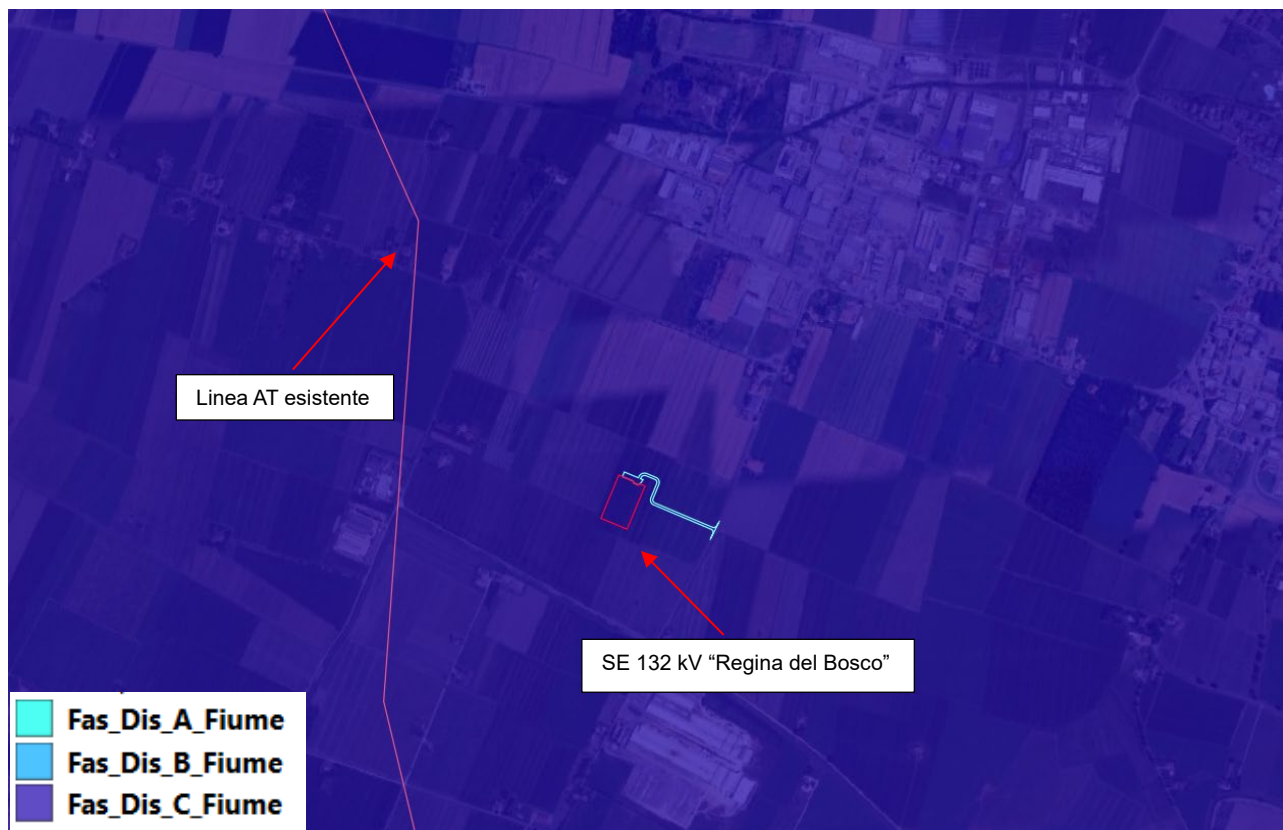 Linea AT esistente
SE 132 kV “Regina del Bosco”
Fas_Dis_A_Fiume
Fas_Dis_B_Fiume
Fas_Dis_C_Fiume